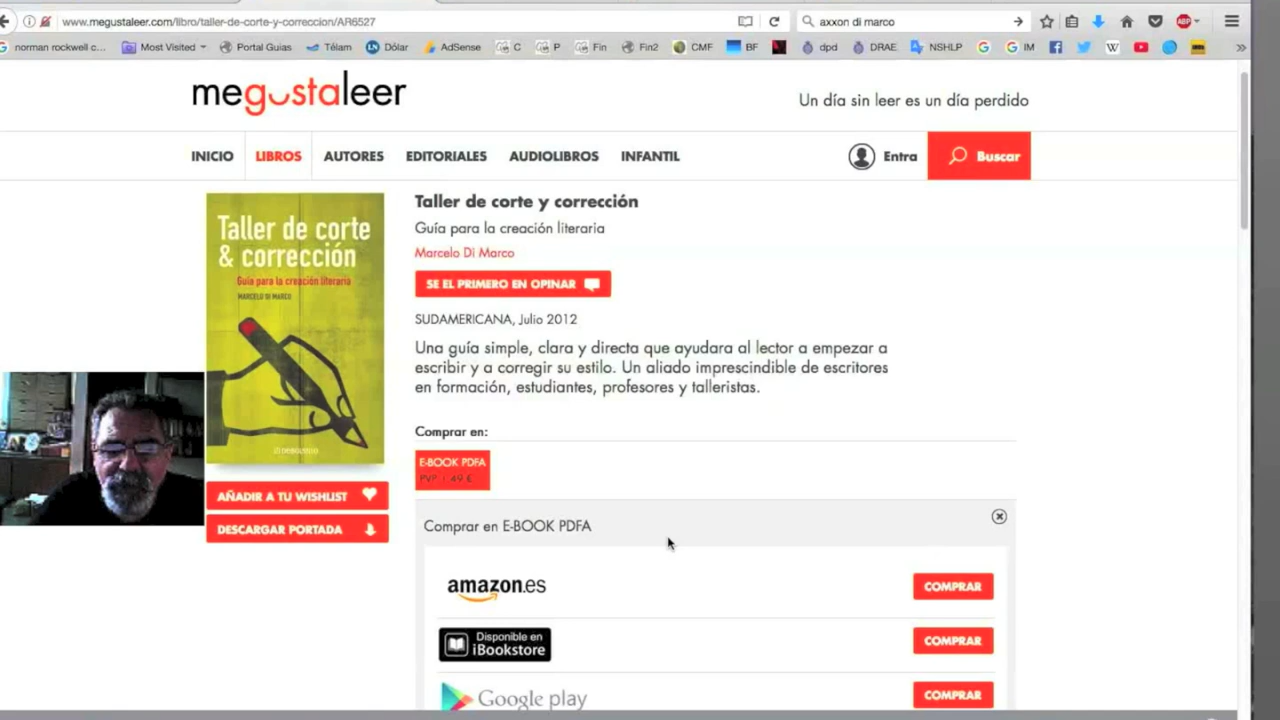 www.megustaleer.com/libro/taller-de-corte-y-correccion/AR6527
axxon di marco
norman rockwell c...
Most Visited
Portal Guias
Télam
Dólar
AdSense
C
P
Fin
Fin2
CMF
BF
dpd
DRAE
NSHLP
IM
megustaleer
Un día sin leer es un día perdido
INICIO
LIBROS
AUTORES
EDITORIALES
AUDIOLIBROS
INFANTIL
Entra
Buscar
Taller de corte
& corrección
Guía para la creación literaria
MARCELO DI MARCO
DEBOLS!LLO
AÑADIR A TU WISHLIST
DESCARGAR PORTADA
Taller de corte y corrección
Guía para la creación literaria
Marcelo Di Marco
SE EL PRIMERO EN OPINAR
SUDAMERICANA, Julio 2012
Una guía simple, clara y directa que ayudara al lector a empezar a
escribir y a corregir su estilo. Un aliado imprescindible de escritores
en formación, estudiantes, profesores y talleristas.
Comprar en:
E-BOOK PDFA
Comprar en E-BOOK PDFA
amazon.es
COMPRAR
Disponible en
iBookstore
COMPRAR
Google play
COMPRAR